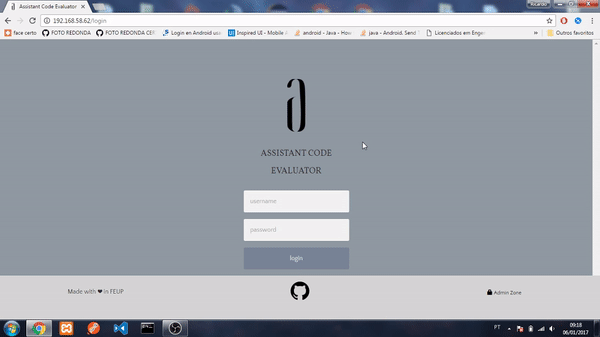 Assistant Code Evaluator
Ricardo
192.168.58.62/login
face certo
FOTO REDONDA
FOTO REDONDA CER
Login en Android usa
Inspired UI - Mobile A
android - Java - How
java - Android. Send
Licenciados em Enge
»
Outros favoritos
ASSISTANT CODE
EVALUATOR
username
password
login
Made with ❤ in FEUP
Admin Zone
PT
09:18
06/01/2017